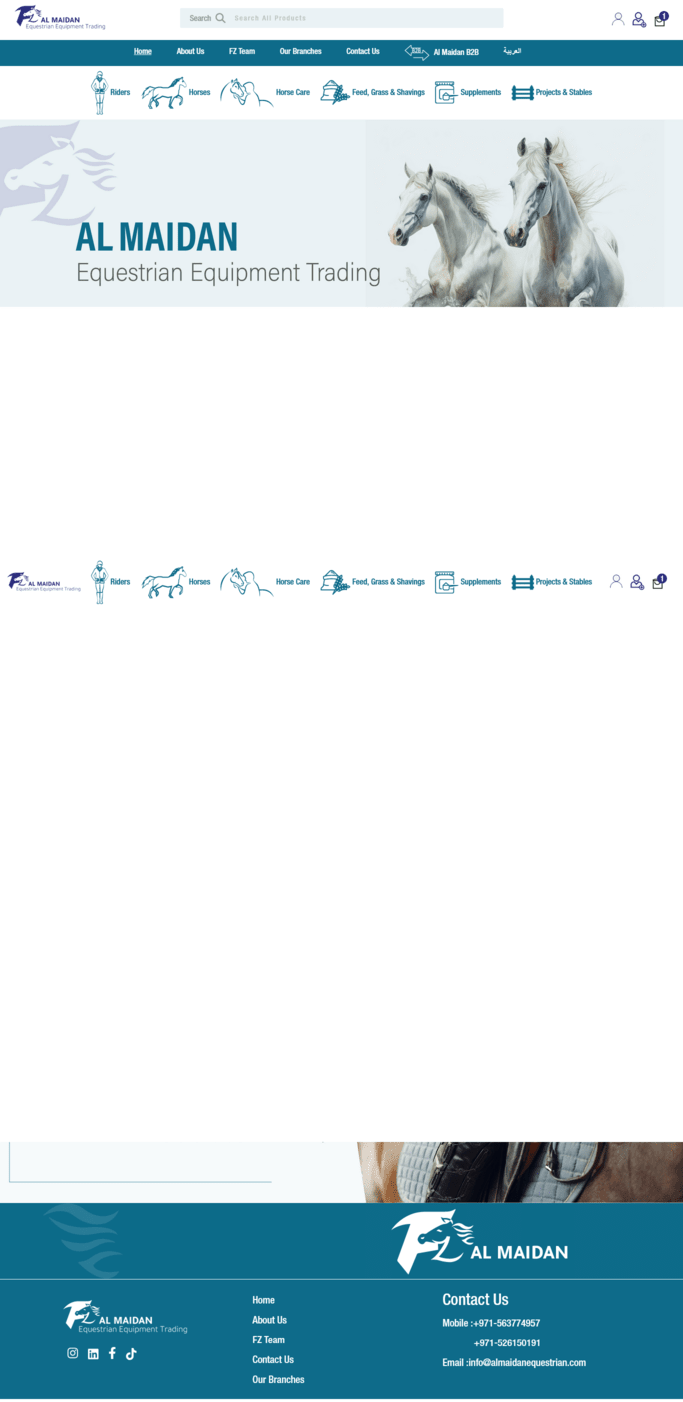 AL MAIDAN
Equestrian Equipment Trading
Search
Search All Products
1
Home
About Us
FZ Team
Our Branches
Contact Us
B2B
Al Maidan B2B
العربية
Riders
Horses
Horse Care
Feed, Grass & Shavings
Supplements
Projects & Stables
AL MAIDAN
Equestrian Equipment Trading
AL MAIDAN
Equestrian Equipment Trading
Riders
Horses
Horse Care
Feed, Grass & Shavings
Supplements
Projects & Stables
1
AL MAIDAN
AL MAIDAN
Equestrian Equipment Trading
Home
About Us
FZ Team
Contact Us
Our Branches
Contact Us
Mobile :+971-563774957
+971-526150191
Email :info@almaidanequestrian.com